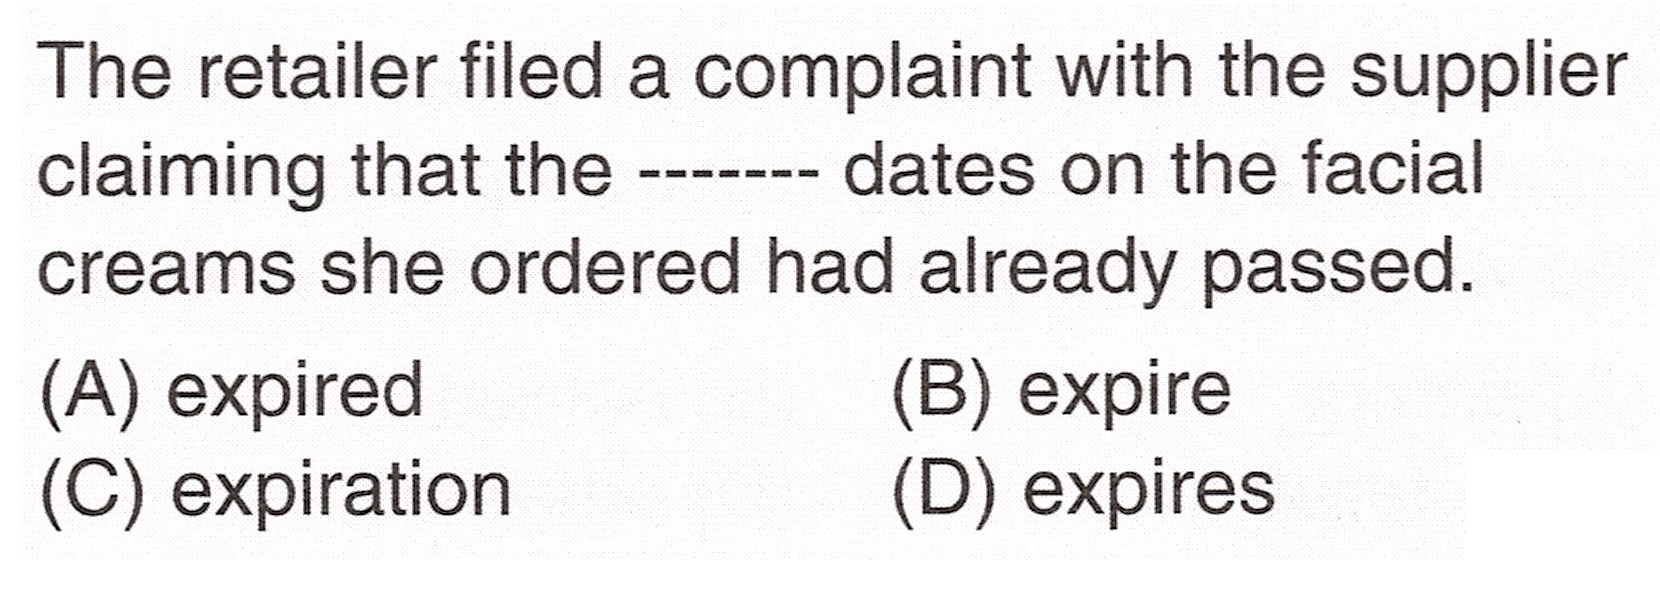 The retailer filed a complaint with the supplier
claiming that the ------- dates on the facial
creams she ordered had already passed.
(A) expired (B) expire
(C) expiration (D) expires